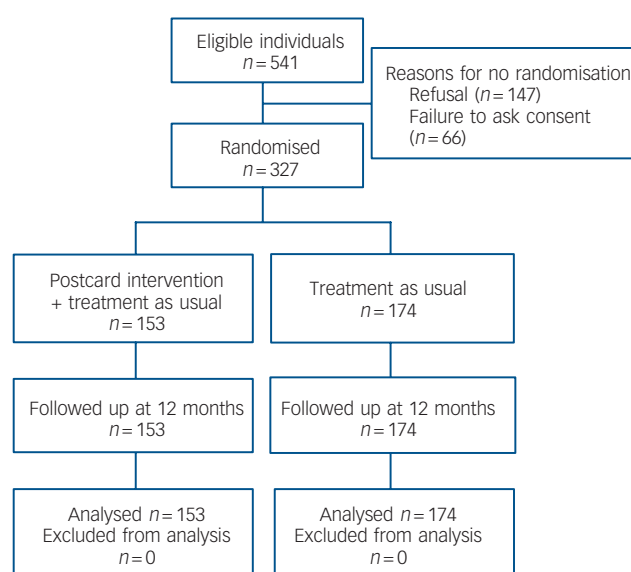 Eligible individuals
n=541
Reasons for no randomisation
Refusal (n=147)
Failure to ask consent
(n=66)
Randomised
n=327
Postcard intervention
+ treatment as usual
n=153
Treatment as usual
n=174
Followed up at 12 months
n=153
Followed up at 12 months
n=174
Analysed n=153
Excluded from analysis
n=0
Analysed n=174
Excluded from analysis
n=0